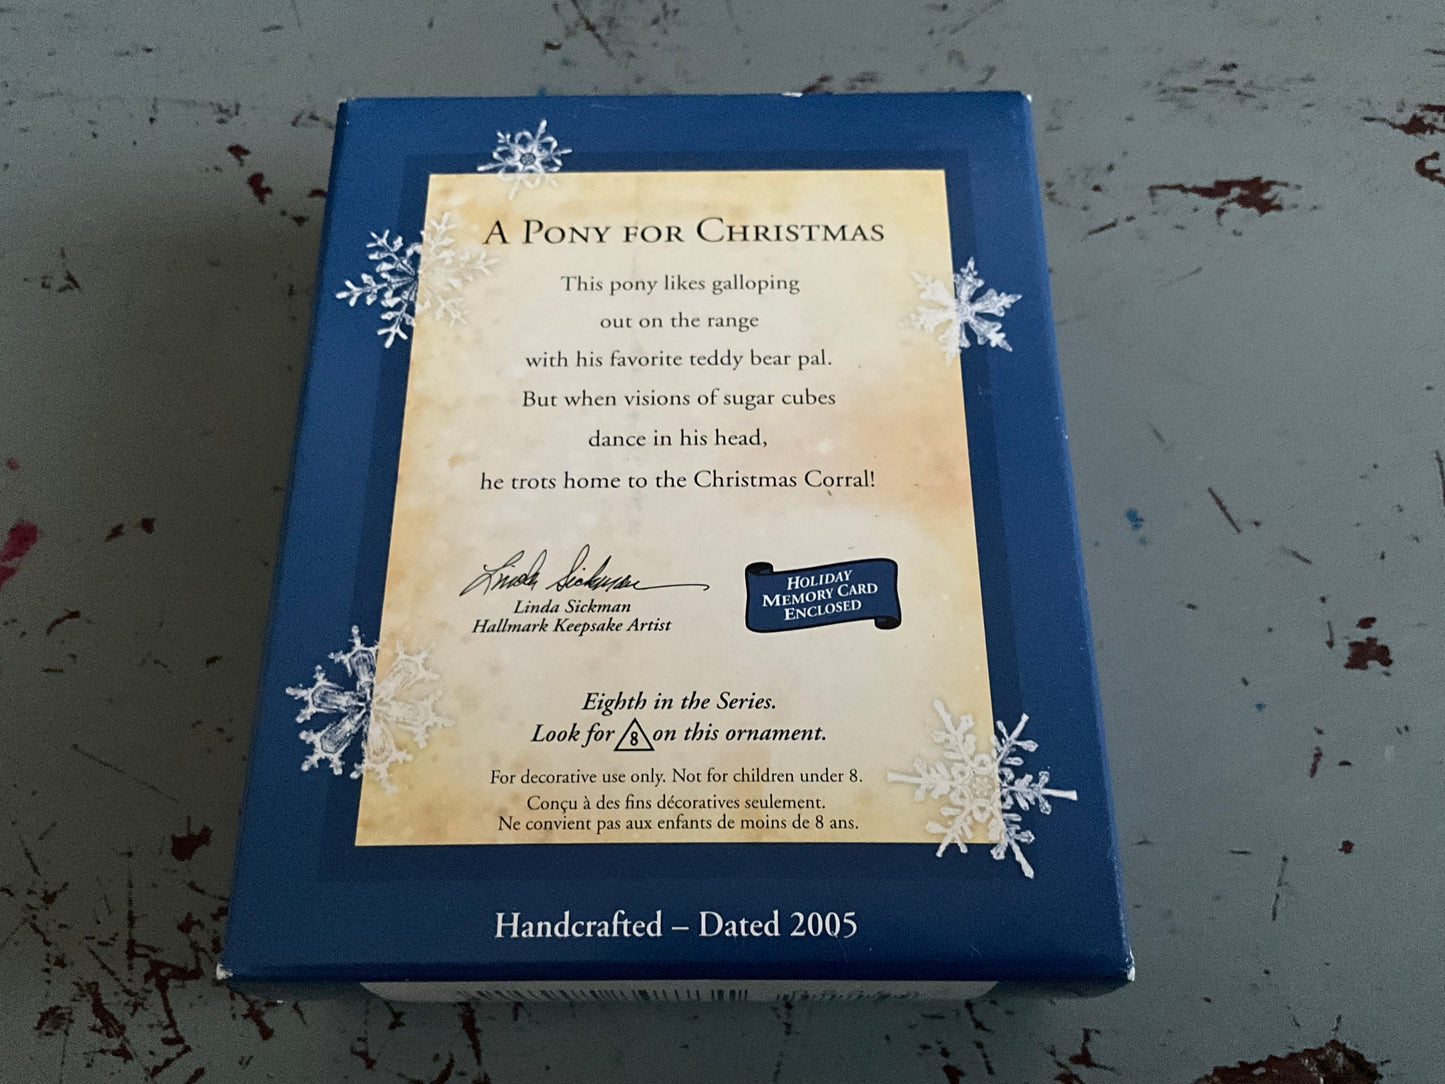 A PONY FOR CHRISTMAS
This pony likes galloping
out on the range
with his favorite teddy bear pal.
But when visions of sugar cubes
dance in his head,
he trots home to the Christmas Corral!
Linda Sickman
Linda Sickman
Hallmark Keepsake Artist
HOLIDAY
MEMORY CARD
ENCLOSED
Eighth in the Series.
Look for 8 on this ornament.
For decorative use only. Not for children under 8.
Conçu à des fins décoratives seulement.
Ne convient pas aux enfants de moins de 8 ans.
Handcrafted – Dated 2005